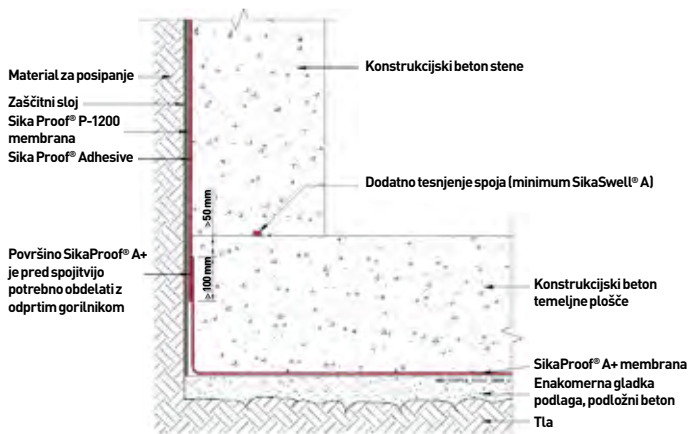 Material za posipanje
Zaščitni sloj
Sika Proof® P-1200
membrana
Sika Proof® Adhesive
Površino SikaProof® A+
je pred spojitvijo
potrebno obdelati z
odprtim gorilnikom
>50 mm
>100 mm
Konstrukcijski beton stene
Dodatno tesnjenje spoja (minimum SikaSwell® A)
Konstrukcijski beton
temeljne plošče
SikaProof® A+ membrana
Enakomerna gladka
podlaga, podložni beton
Tla